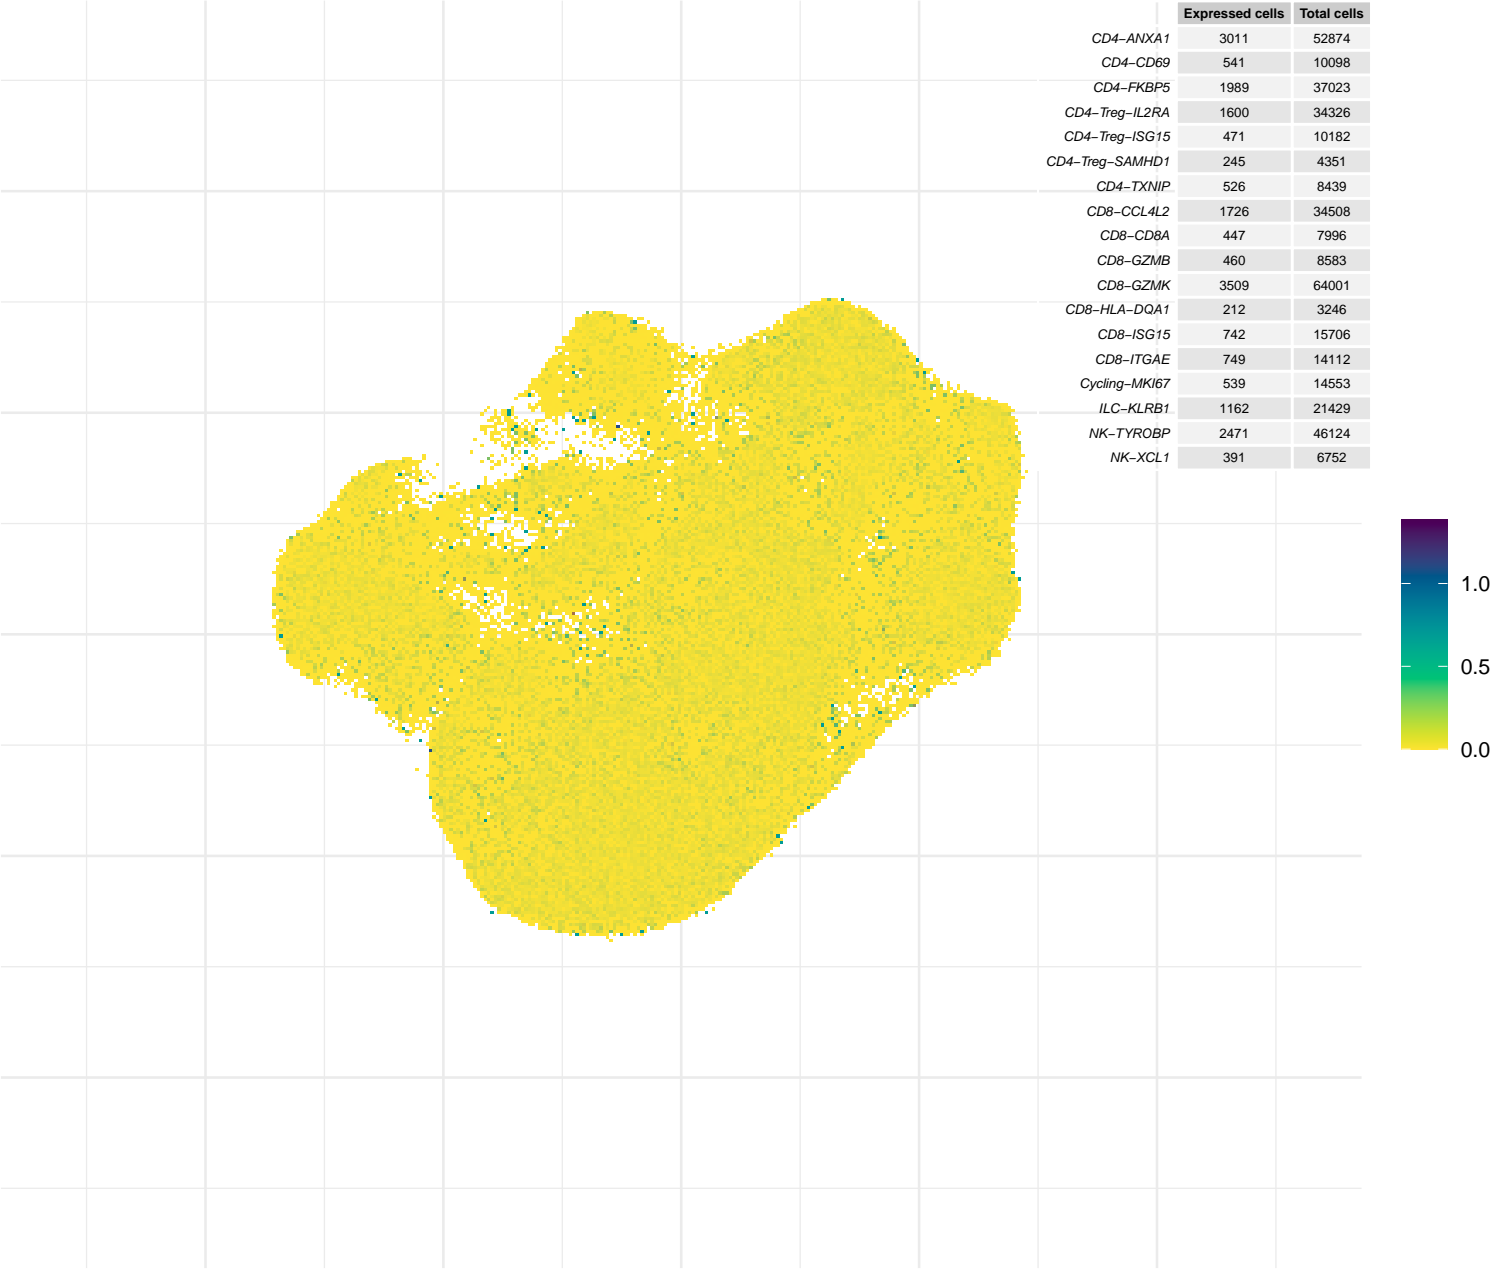 Expressed cells Total cells
CD4−ANXA1 3011 52874
CD4−CD69 541 10098
CD4−FKBP5 1989 37023
CD4−Treg−IL2RA 1600 34326
CD4−Treg−ISG15 471 10182
CD4−Treg−SAMHD1 245 4351
CD4−TXNIP 526 8439
CD8−CCL4L2 1726 34508
CD8−CD8A 447 7996
CD8−GZMB 460 8583
CD8−GZMK 3509 64001
CD8−HLA−DQA1 212 3246
CD8−ISG15 742 15706
CD8−ITGAE 749 14112
Cycling−MKI67 539 14553
ILC−KLRB1 1162 21429
NK−TYROBP 2471 46124
NK−XCL1 391 6752
1.0
0.5
0.0